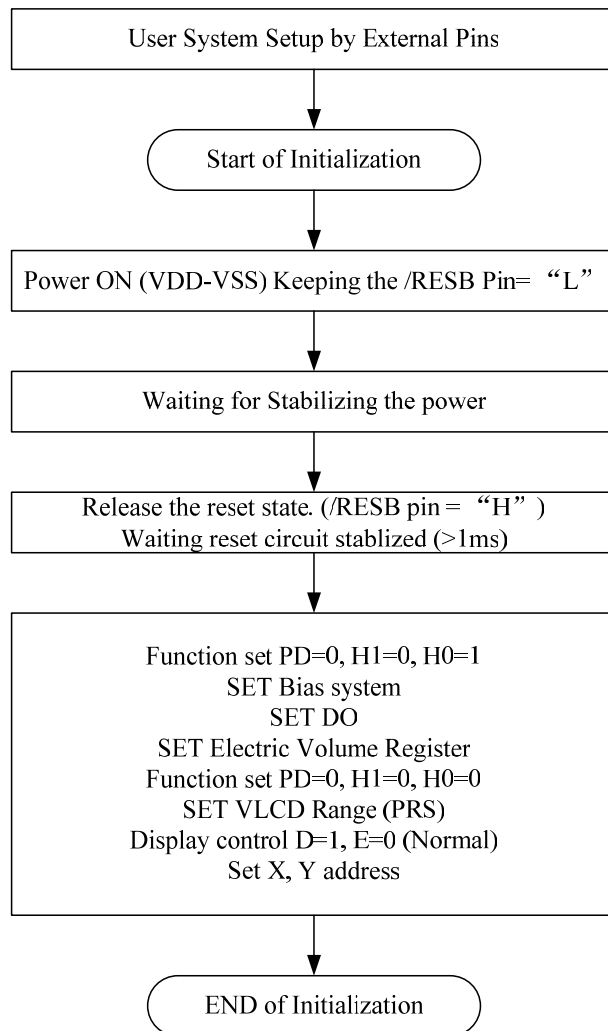 User System Setup by External Pins
Start of Initialization
Power ON (VDD-VSS) Keeping the /RESB Pin= “L”
Waiting for Stabilizing the power
Release the reset state. (/RESB pin = “H” )
Waiting reset circuit stablized (>1ms)
Function set PD=0, H1=0, H0=1
SET Bias system
SET DO
SET Electric Volume Register
Function set PD=0, H1=0, H0=0
SET VLCD Range (PRS)
Display control D=1, E=0 (Normal)
Set X, Y address
END of Initialization